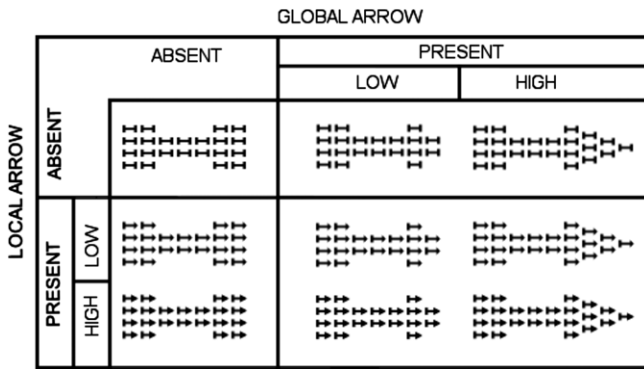 GLOBAL ARROW
ABSENT
PRESENT
LOW
HIGH
LOCAL ARROW
ABSENT
PRESENT
LOW
HIGH